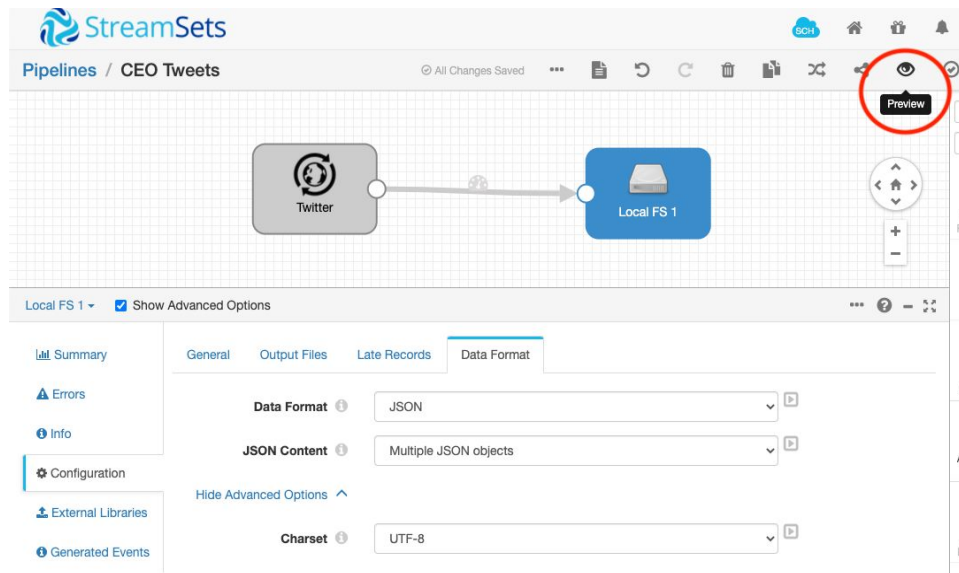 StreamSets
SCH
Pipelines / CEO Tweets
All Changes Saved
Preview
Twitter
Local FS 1
Local FS 1
Show Advanced Options
Summary
General
Output Files
Late Records
Data Format
Errors
Data Format
JSON
Info
JSON Content
Multiple JSON objects
Configuration
Hide Advanced Options
External Libraries
Charset
UTF-8
Generated Events